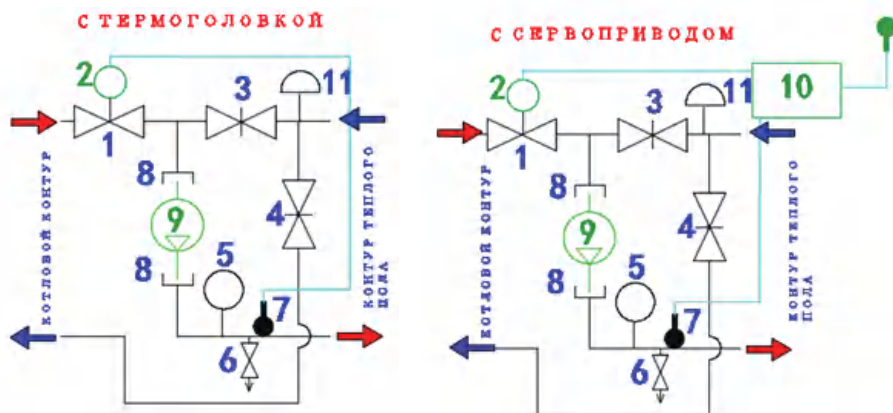 С ТЕРМОГОЛОВКОЙ
2
3
11
1
8
4
9
8
5
7
6
КОТЛОВОЙ КОНТУР
КОНТУР ТЕПЛОГО
ПОЛА
С СЕРВОПРИВОДОМ
2
3
11
10
1
8
4
9
8
5
7
6
КОТЛОВОЙ КОНТУР
КОНТУР ТЕПЛОГО
ПОЛА